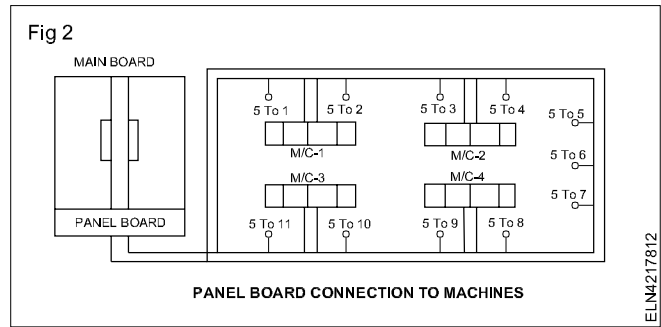 Fig 2
MAIN BOARD
PANEL BOARD
5 To 1
5 To 2
5 To 3
5 To 4
5 To 5
M/C-1
M/C-2
5 To 6
M/C-3
M/C-4
5 To 7
5 To 11
5 To 10
5 To 9
5 To 8
PANEL BOARD CONNECTION TO MACHINES
ELN4217812